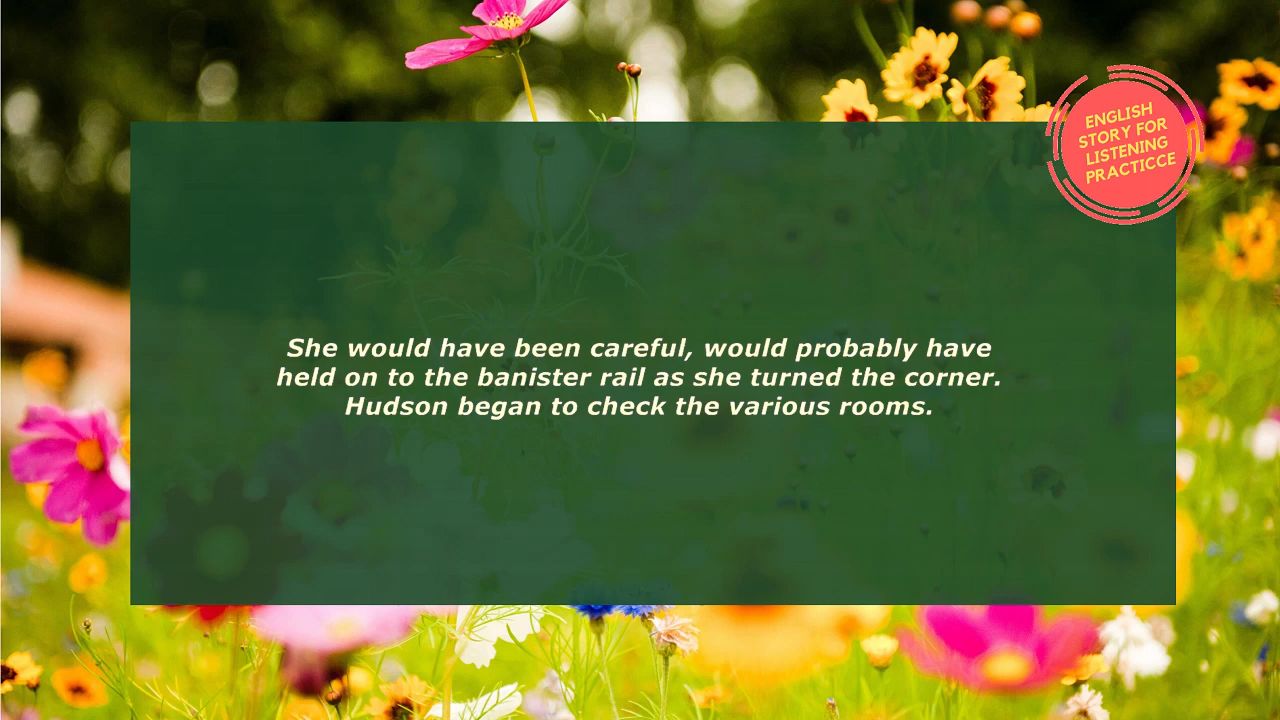 ENGLISH
STORY FOR
LISTENING
PRACTICCE
She would have been careful, would probably have
held on to the banister rail as she turned the corner.
Hudson began to check the various rooms.